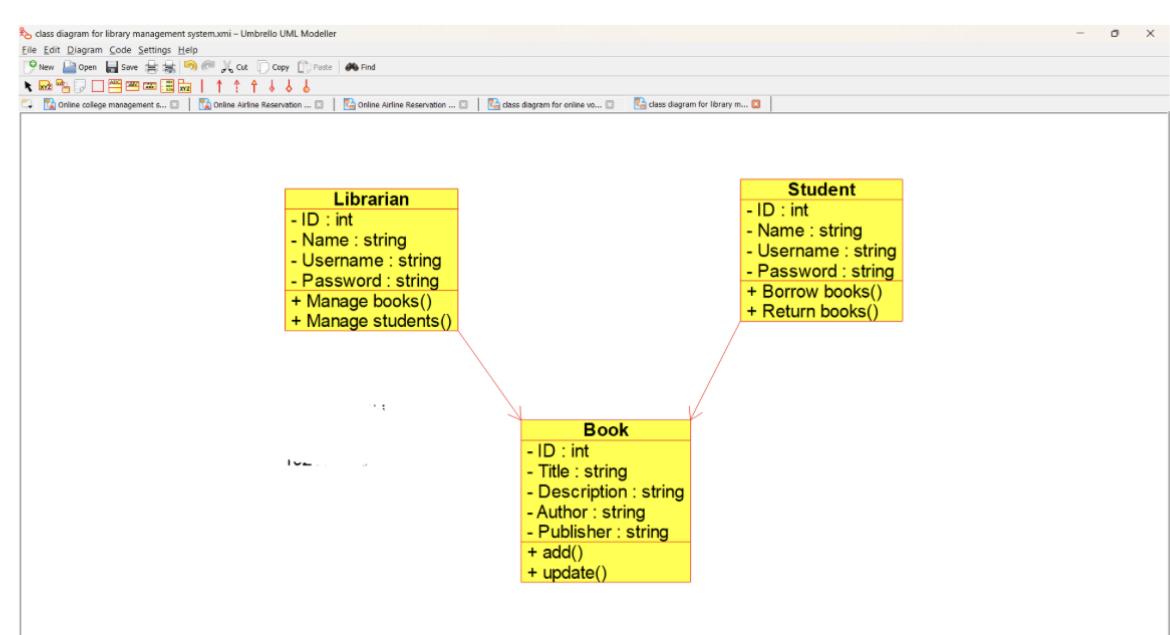 class diagram for library management system.xmi – Umbrello UML Modeller
File Edit Diagram Code Settings Help
New Open Save Cut Copy Paste Find
Online college management s... Online Airline Reservation ... Online Airline Reservation ... class diagram for online vo... class diagram for library m...
Librarian
- ID : int
- Name : string
- Username : string
- Password : string
+ Manage books()
+ Manage students()
Student
- ID : int
- Name : string
- Username : string
- Password : string
+ Borrow books()
+ Return books()
Book
- ID : int
- Title : string
- Description : string
- Author : string
- Publisher : string
+ add()
+ update()